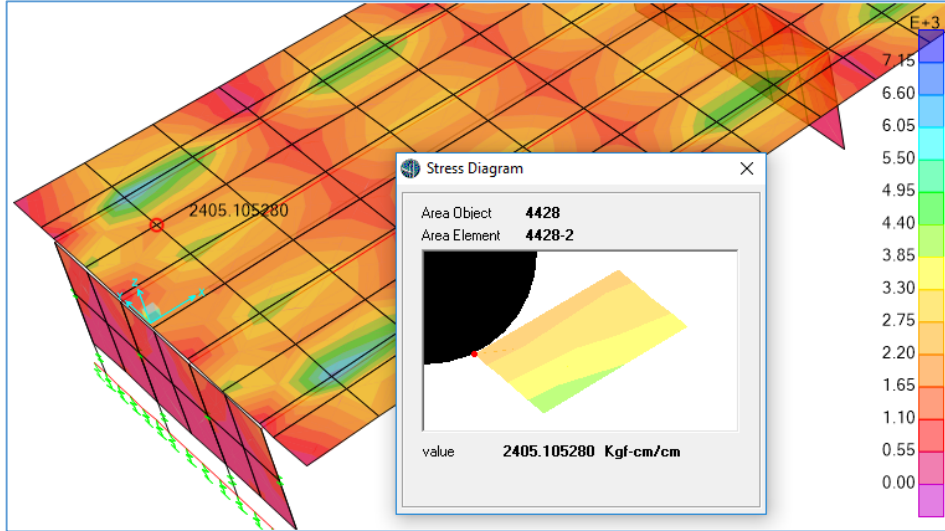 E+3
7.15
6.60
6.05
5.50
4.95
4.40
3.85
3.30
2.75
2.20
1.65
1.10
0.55
0.00
2405.105280
Z
X
Stress Diagram
Area Object 4428
Area Element 4428-2
value 2405.105280 Kgf-cm/cm